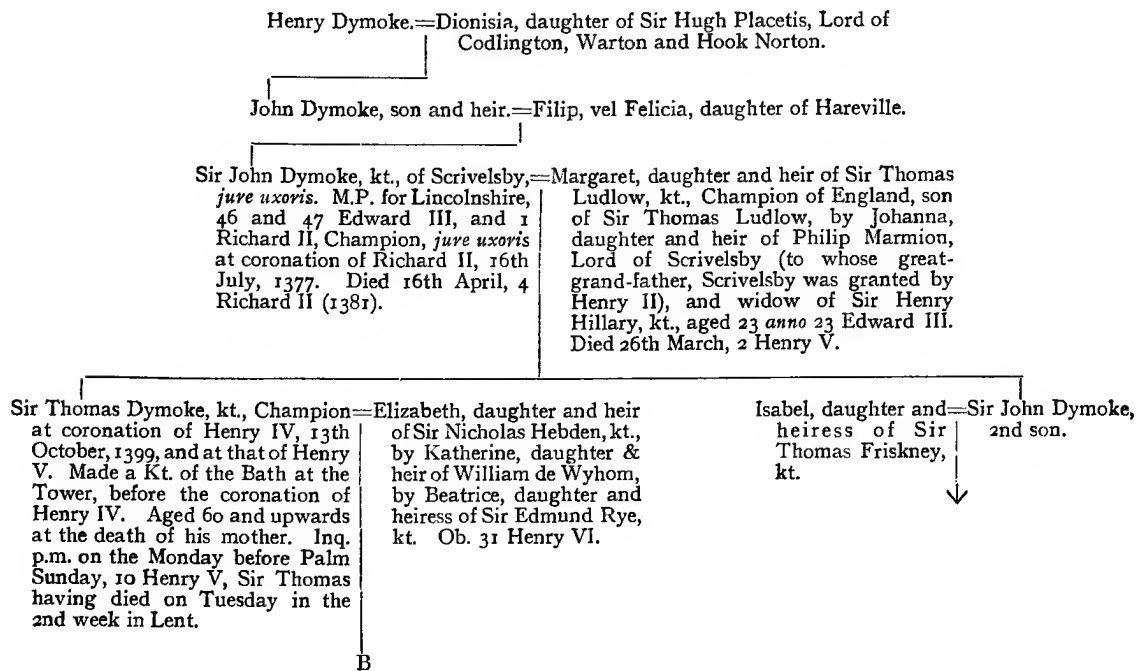 Henry Dymoke.=Dionisia, daughter of Sir Hugh Placetis, Lord of
Codlington, Warton and Hook Norton.
John Dymoke, son and heir.=Filip, vel Felicia, daughter of Hareville.
Sir John Dymoke, kt., of Scrivelsby,=
jure uxoris. M.P. for Lincolnshire,
46 and 47 Edward III, and 1
Richard II, Champion, jure uxoris
at coronation of Richard II, 16th
July, 1377. Died 16th April, 4
Richard II (1381).
Margaret, daughter and heir of Sir Thomas
Ludlow, kt., Champion of England, son
of Sir Thomas Ludlow, by Johanna,
daughter and heir of Philip Marmion,
Lord of Scrivelsby (to whose great-
grand-father, Scrivelsby was granted by
Henry II), and widow of Sir Henry
Hillary, kt., aged 23 anno 23 Edward III.
Died 26th March, 2 Henry V.
Sir Thomas Dymoke, kt., Champion=
at coronation of Henry IV, 13th
October, 1399, and at that of Henry
V. Made a Kt. of the Bath at the
Tower, before the coronation of
Henry IV. Aged 60 and upwards
at the death of his mother. Inq.
p.m. on the Monday before Palm
Sunday, 10 Henry V, Sir Thomas
having died on Tuesday in the
2nd week in Lent.
Elizabeth, daughter and heir
of Sir Nicholas Hebden, kt.,
by Katherine, daughter &
heir of William de Wyhom,
by Beatrice, daughter and
heiress of Sir Edmund Rye,
kt. Ob. 31 Henry VI.
Isabel, daughter and=
heiress of Sir
Thomas Friskney,
kt.
Sir John Dymoke,
2nd son.
B